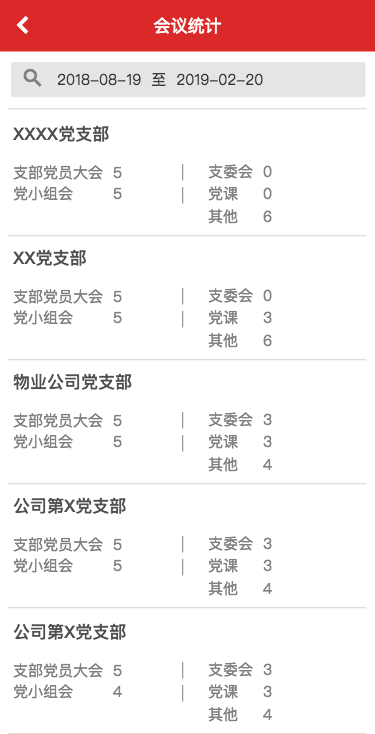 会议统计
2018-08-19 至 2019-02-20
XXXX党支部
支部党员大会 5 | 支委会 0
党小组会 5 | 党课 0
其他 6
XX党支部
支部党员大会 5 | 支委会 0
党小组会 5 | 党课 3
其他 6
物业公司党支部
支部党员大会 5 | 支委会 3
党小组会 5 | 党课 3
其他 4
公司第X党支部
支部党员大会 5 | 支委会 3
党小组会 5 | 党课 3
其他 4
公司第X党支部
支部党员大会 5 | 支委会 3
党小组会 4 | 党课 3
其他 4